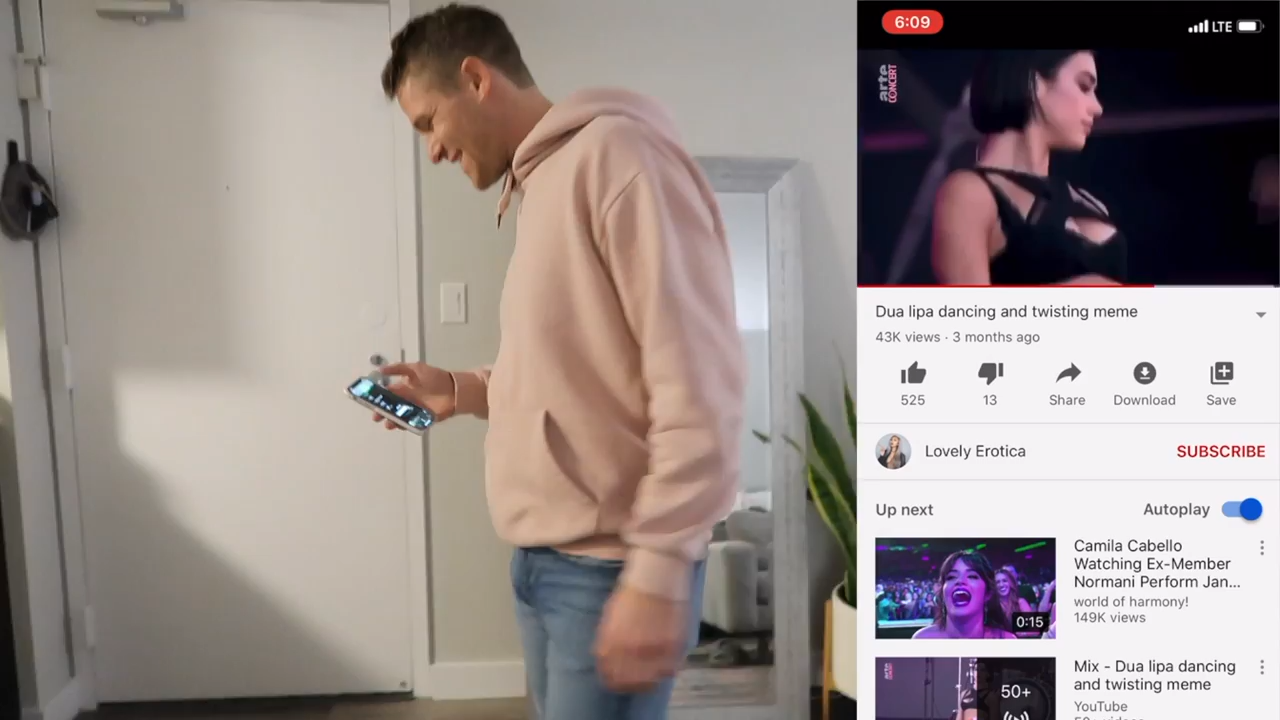 6:09
LTE
arte
CONCERT
Dua lipa dancing and twisting meme
43K views · 3 months ago
525
13
Share
Download
Save
Lovely Erotica
SUBSCRIBE
Up next
Autoplay
Camila Cabello
Watching Ex-Member
Normani Perform Jan...
world of harmony!
149K views
0:15
Mix - Dua lipa dancing
and twisting meme
YouTube
50+